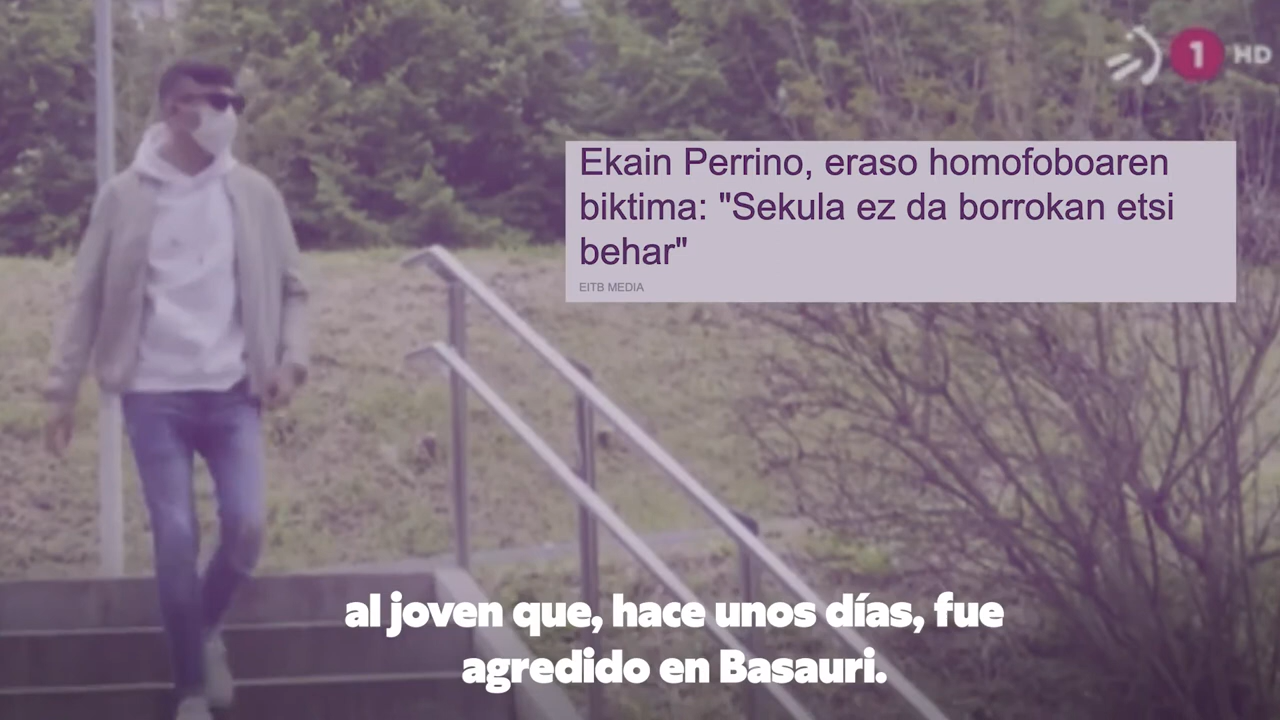 1 HD
Ekain Perrino, eraso homofoboaren
biktima: "Sekula ez da borrokan etsi
behar"
EITB MEDIA
al joven que, hace unos días, fue
agredido en Basauri.